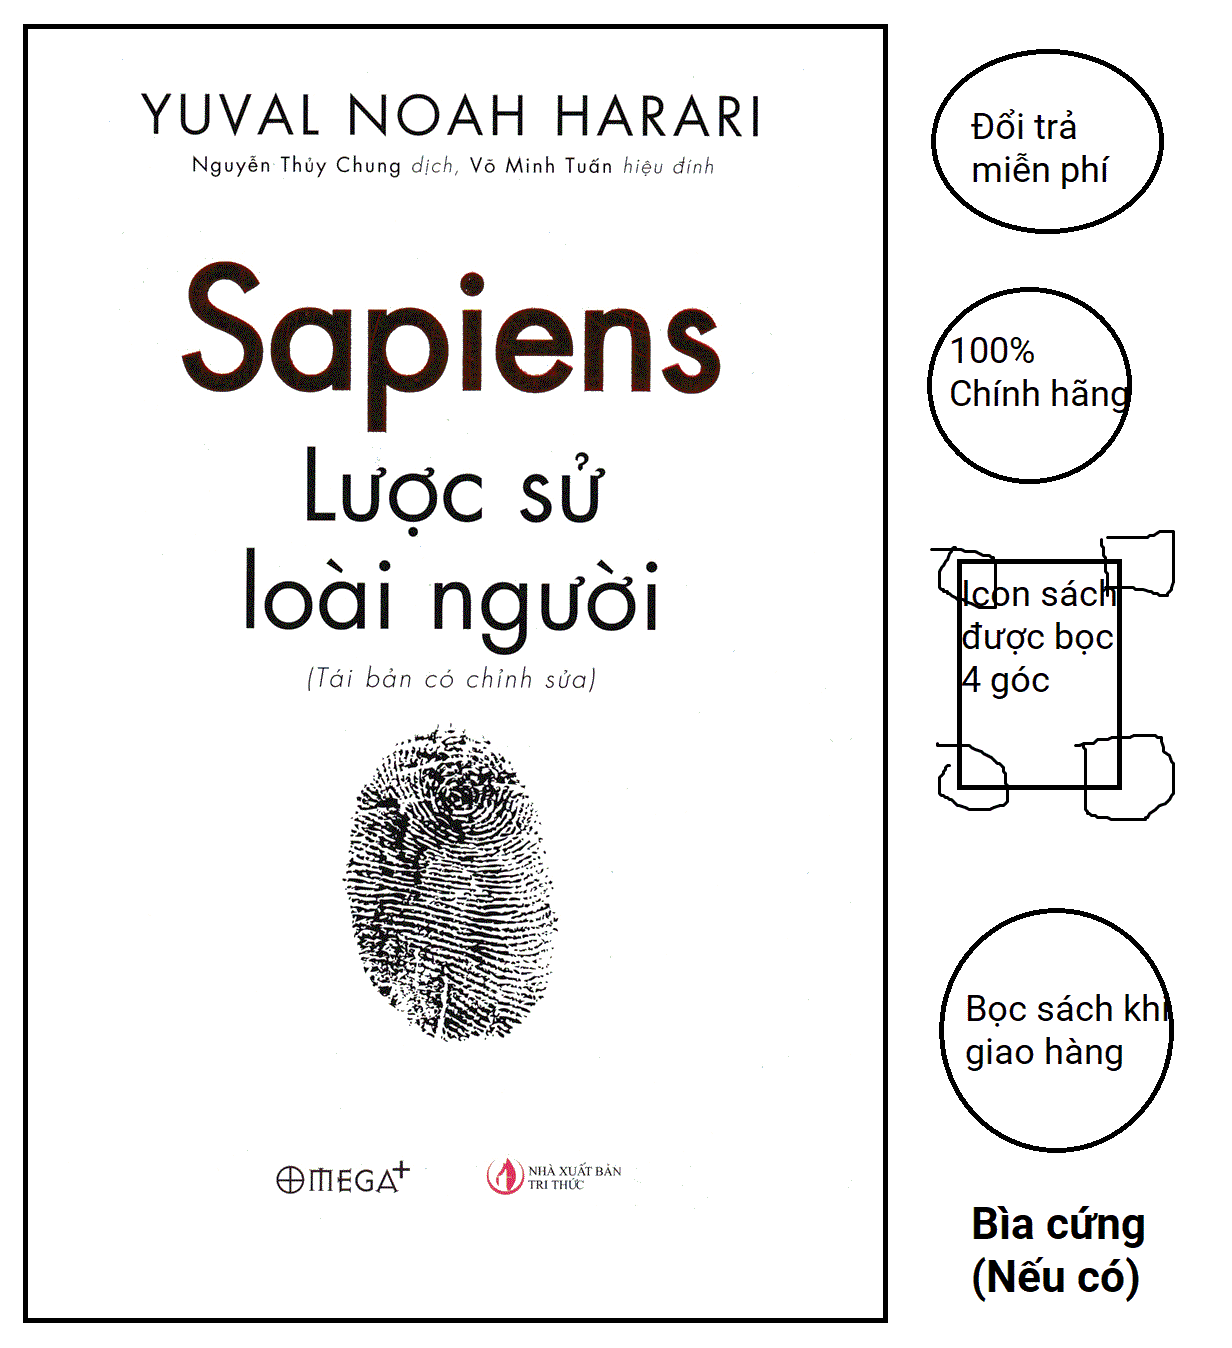 YUVAL NOAH HARARI
Nguyễn Thủy Chung dịch, Võ Minh Tuấn hiệu đính
Sapiens
Lược sử
loài người
(Tái bản có chỉnh sửa)
OMEGA+
NHÀ XUẤT BẢN
TRI THỨC
Đổi trả
miễn phí
100%
Chính hãng
Icon sách
được bọc
4 góc
Bọc sách khi
giao hàng
Bìa cứng
(Nếu có)